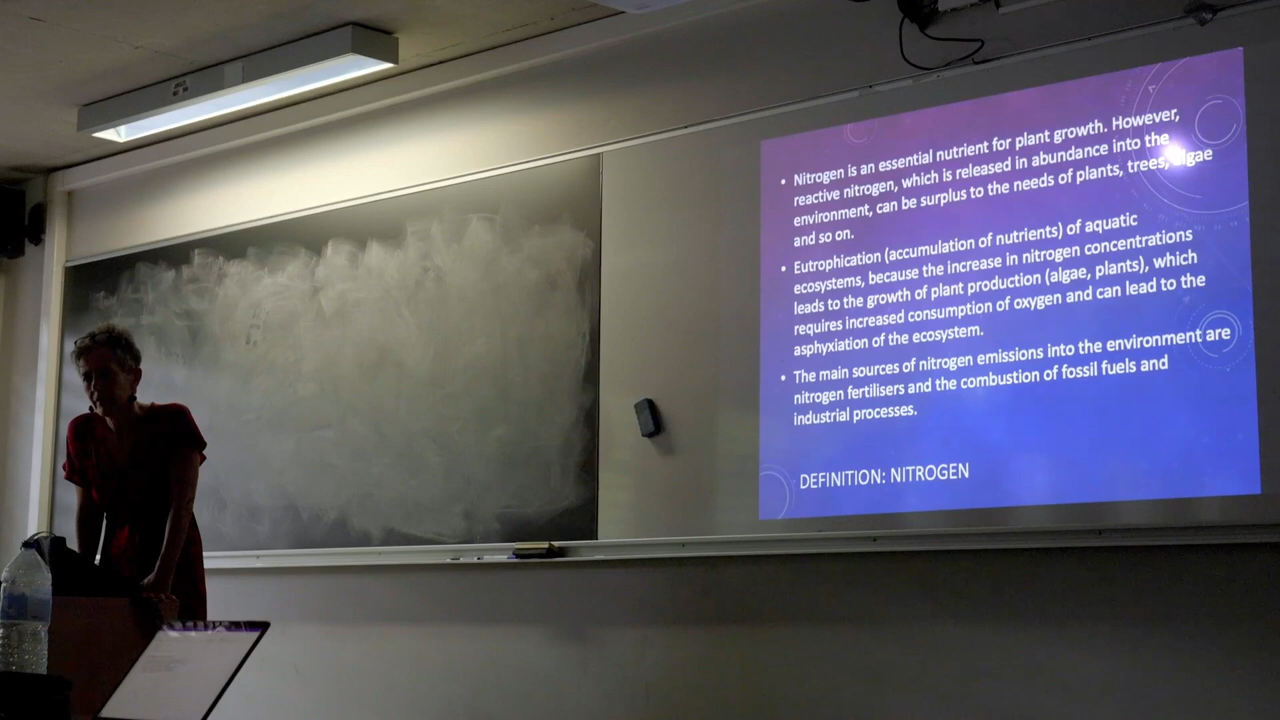 • Nitrogen is an essential nutrient for plant growth. However,
reactive nitrogen, which is released in abundance into the
environment, can be surplus to the needs of plants, trees, algae
and so on.
• Eutrophication (accumulation of nutrients) of aquatic
ecosystems, because the increase in nitrogen concentrations
leads to the growth of plant production (algae, plants), which
requires increased consumption of oxygen and can lead to the
asphyxiation of the ecosystem.
• The main sources of nitrogen emissions into the environment are
nitrogen fertilisers and the combustion of fossil fuels and
industrial processes.
DEFINITION: NITROGEN